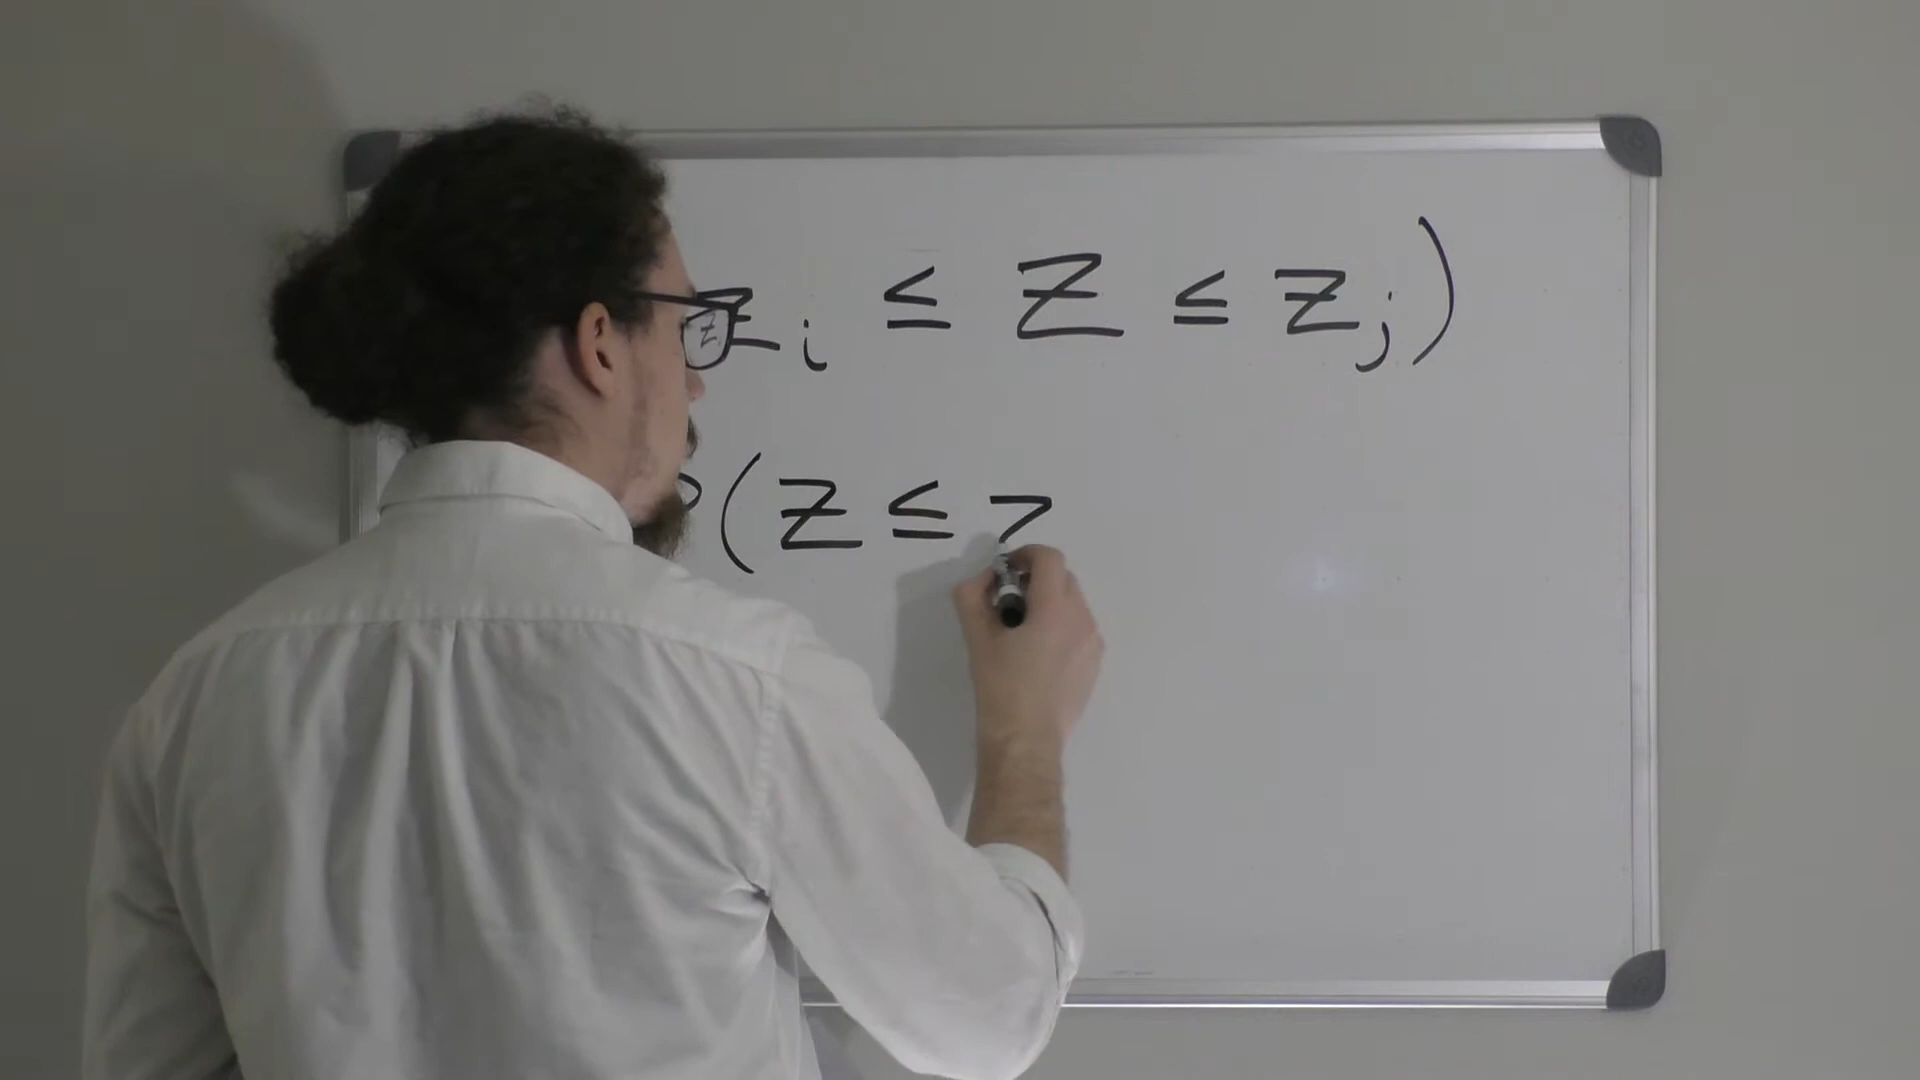 z_i ≤ Z ≤ z_j)
P(Z ≤ z